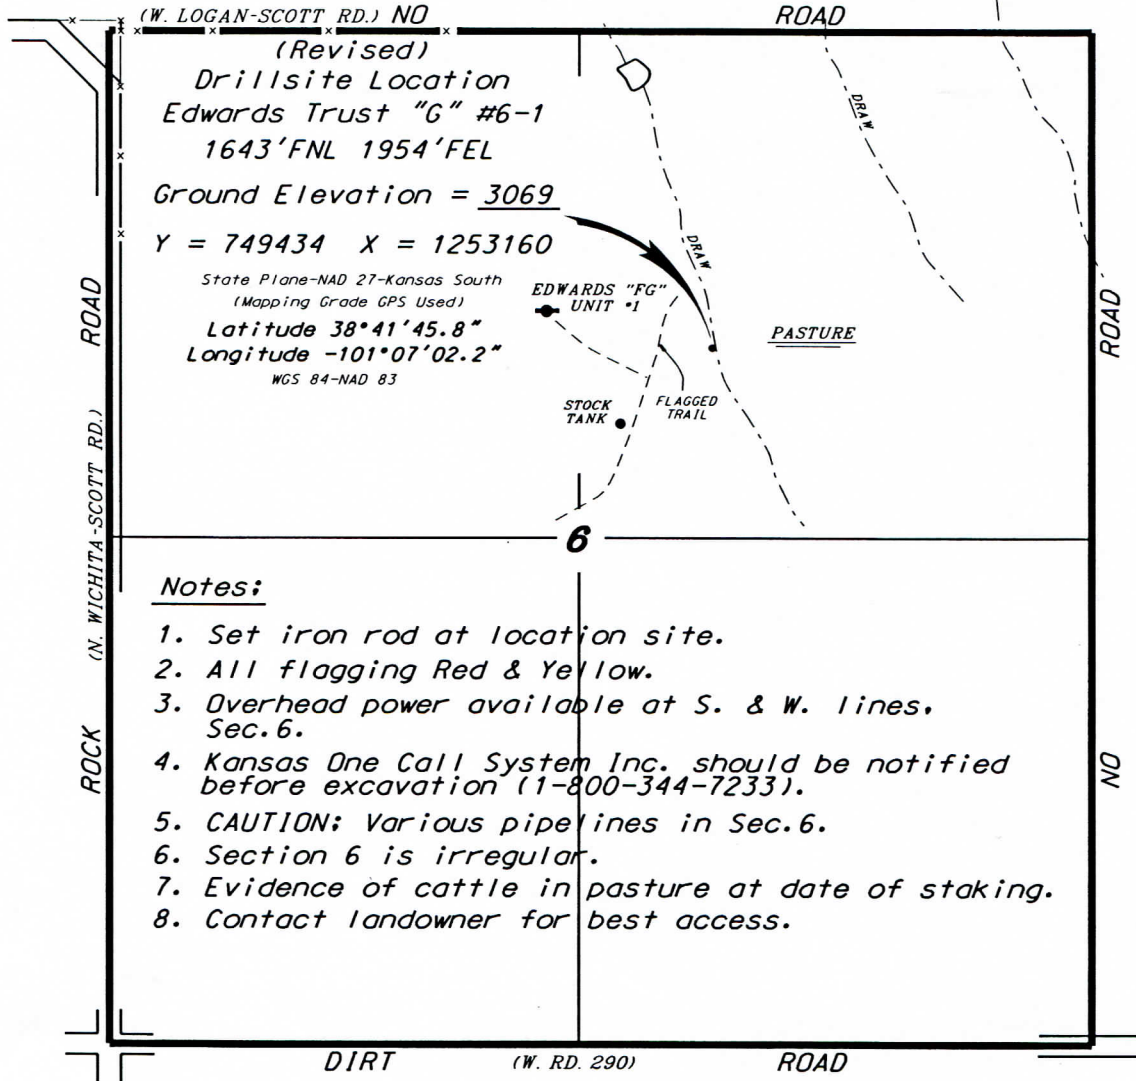 (W. LOGAN-SCOTT RD.) NO ROAD
(Revised)
Drillsite Location
Edwards Trust "G" #6-1
1643'FNL 1954'FEL
Ground Elevation = 3069
Y = 749434 X = 1253160
State Plane-NAD 27-Kansas South
(Mapping Grade GPS Used)
Latitude 38°41'45.8"
Longitude -101°07'02.2"
WGS 84-NAD 83
DRAW
DRAW
EDWARDS "FG"
UNIT #1
PASTURE
STOCK
TANK
FLAGGED
TRAIL
ROCK (N. WICHITA-SCOTT RD.) ROAD
NO ROAD
6
Notes:
1. Set iron rod at location site.
2. All flagging Red & Yellow.
3. Overhead power available at S. & W. lines,
Sec.6.
4. Kansas One Call System Inc. should be notified
before excavation (1-800-344-7233).
5. CAUTION: Various pipelines in Sec.6.
6. Section 6 is irregular.
7. Evidence of cattle in pasture at date of staking.
8. Contact landowner for best access.
DIRT (W. RD. 290) ROAD